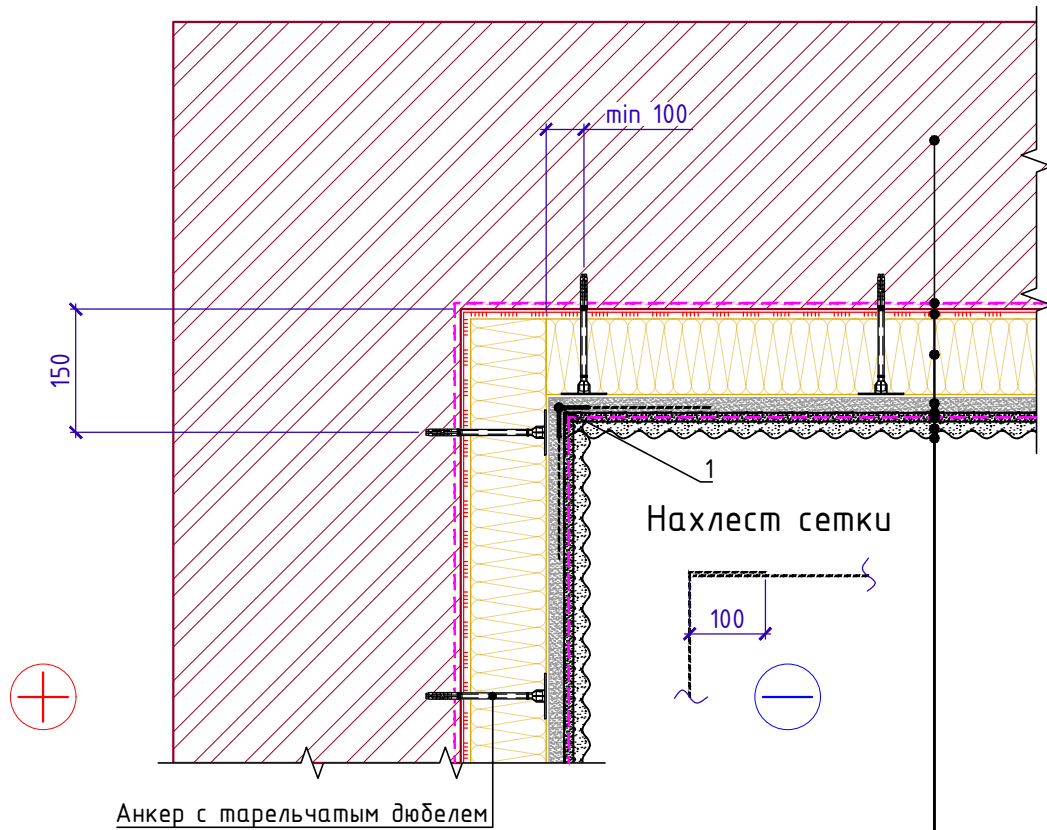 min 100
150
1
Нахлест сетки
100
Анкер с тарельчатым дюбелем